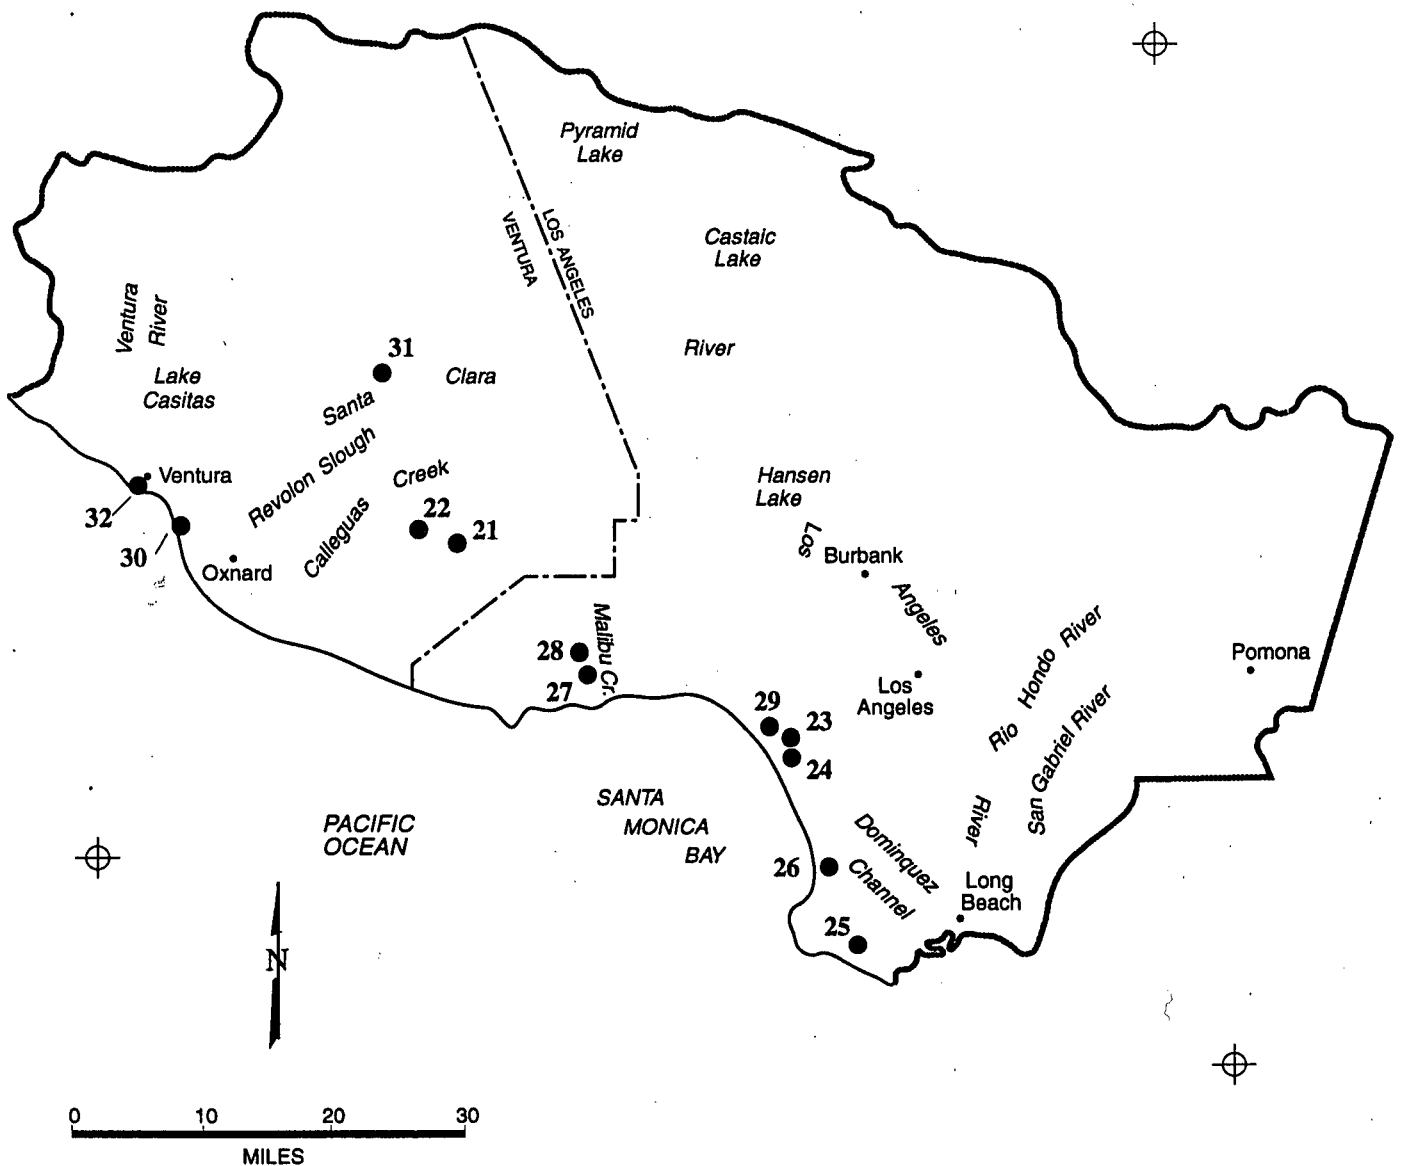 Pyramid
Lake
LOS ANGELES
VENTURA
Castaic
Lake
Ventura
River
River
31
Lake
Casitas
Clara
Santa
Revolon Slough
Creek
Ventura
32
30
22
21
Calleguas
Oxnard
Hansen
Lake
Los
Burbank
Angeles
Malibu Cr.
28
27
Rio Hondo River
Pomona
Los
Angeles
San Gabriel River
29
23
24
SANTA
MONICA
BAY
PACIFIC
OCEAN
River
Dominquez
Channel
26
Long
Beach
25
N
0 10 20 30
MILES